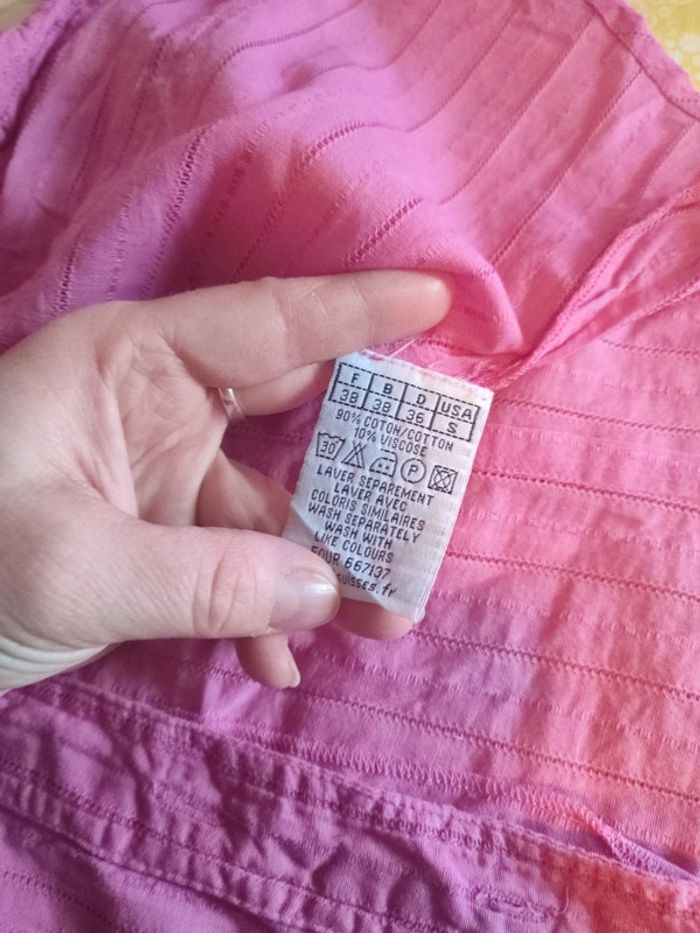 F B D USA
38 38 36 S
90% COTON/COTTON
10% VISCOSE
30 P
LAVER SEPAREMENT
LAVER AVEC
COLORIS SIMILAIRES
WASH SEPARATELY
WASH WITH
LIKE COLOURS
FOUR 667137
SUISSES.fr